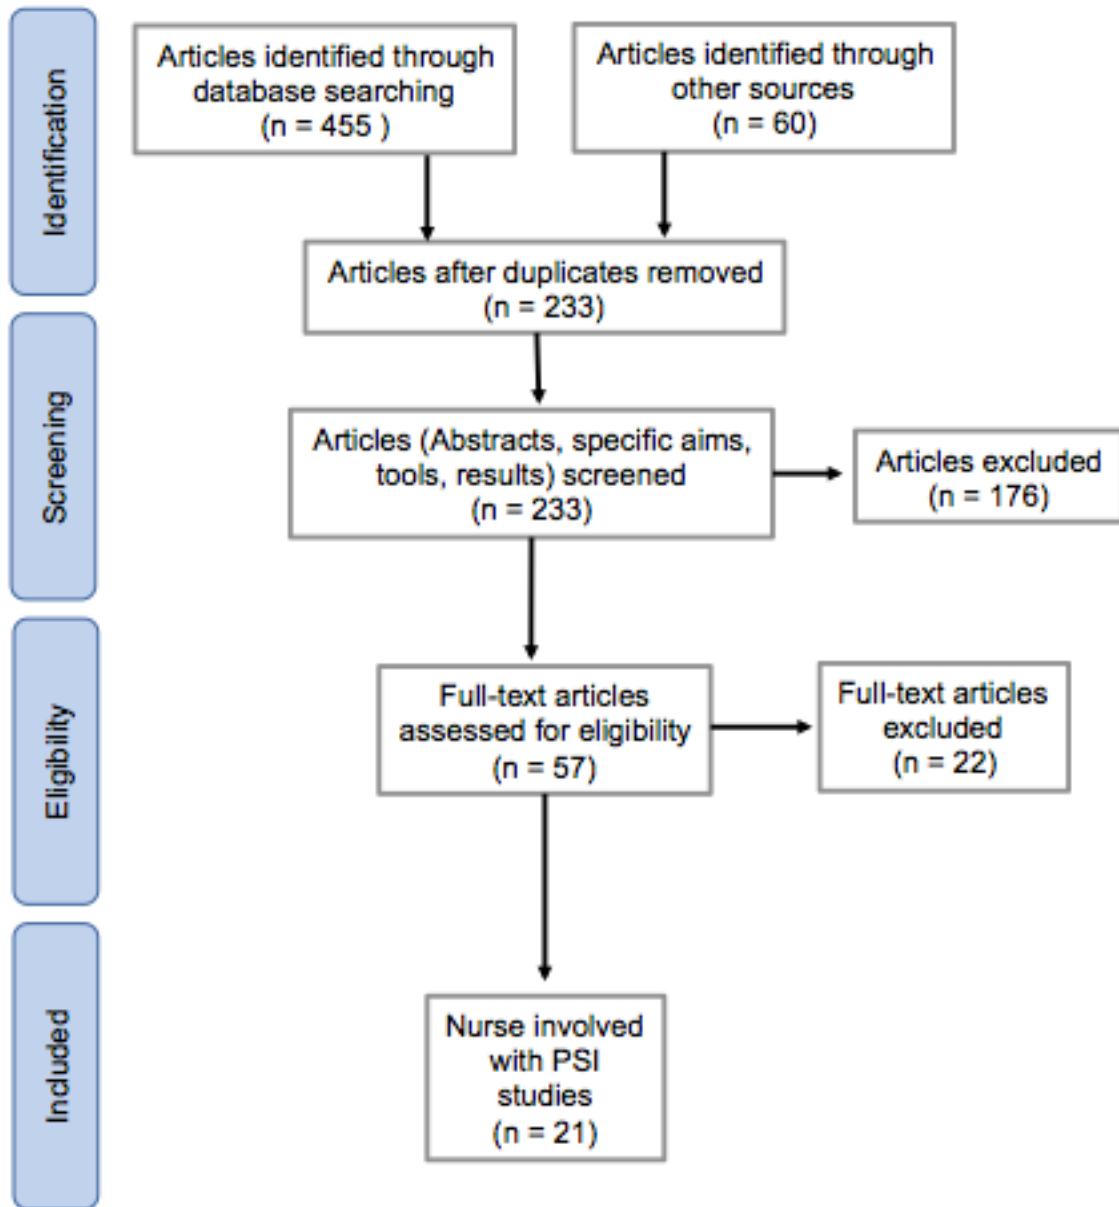 Identification
Articles identified through
database searching
(n = 455 )
Articles identified through
other sources
(n = 60)
Articles after duplicates removed
(n = 233)
Screening
Articles (Abstracts, specific aims,
tools, results) screened
(n = 233)
Articles excluded
(n = 176)
Eligibility
Full-text articles
assessed for eligibility
(n = 57)
Full-text articles
excluded
(n = 22)
Included
Nurse involved
with PSI
studies
(n = 21)